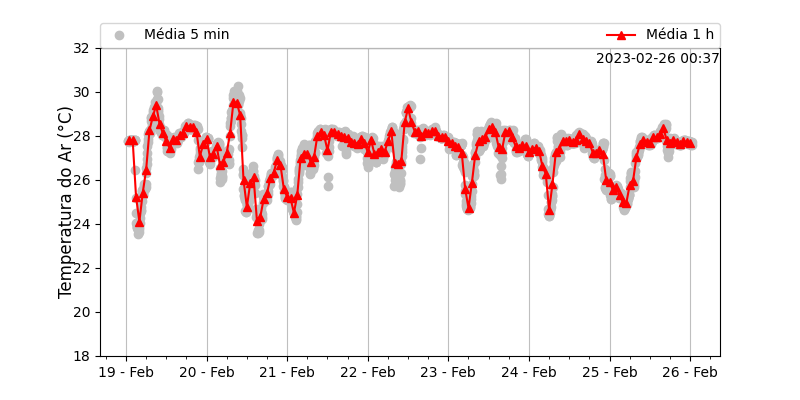 Média 5 min
Média 1 h
2023-02-26 00:37
Temperatura do Ar (°C)
32
30
28
26
24
22
20
18
19 - Feb
20 - Feb
21 - Feb
22 - Feb
23 - Feb
24 - Feb
25 - Feb
26 - Feb